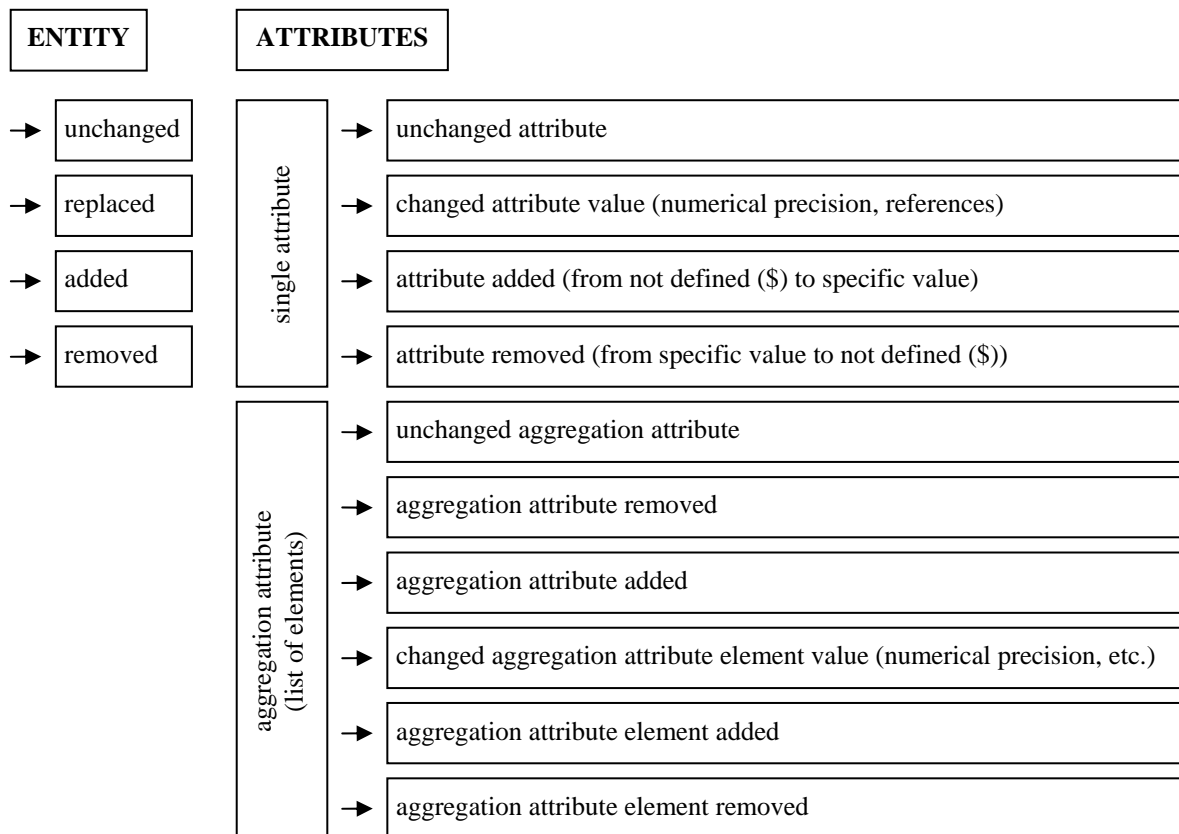 ENTITY
ATTRIBUTES
unchanged
replaced
added
removed
single attribute
unchanged attribute
changed attribute value (numerical precision, references)
attribute added (from not defined ($) to specific value)
attribute removed (from specific value to not defined ($))
aggregation attribute
(list of elements)
unchanged aggregation attribute
aggregation attribute removed
aggregation attribute added
changed aggregation attribute element value (numerical precision, etc.)
aggregation attribute element added
aggregation attribute element removed